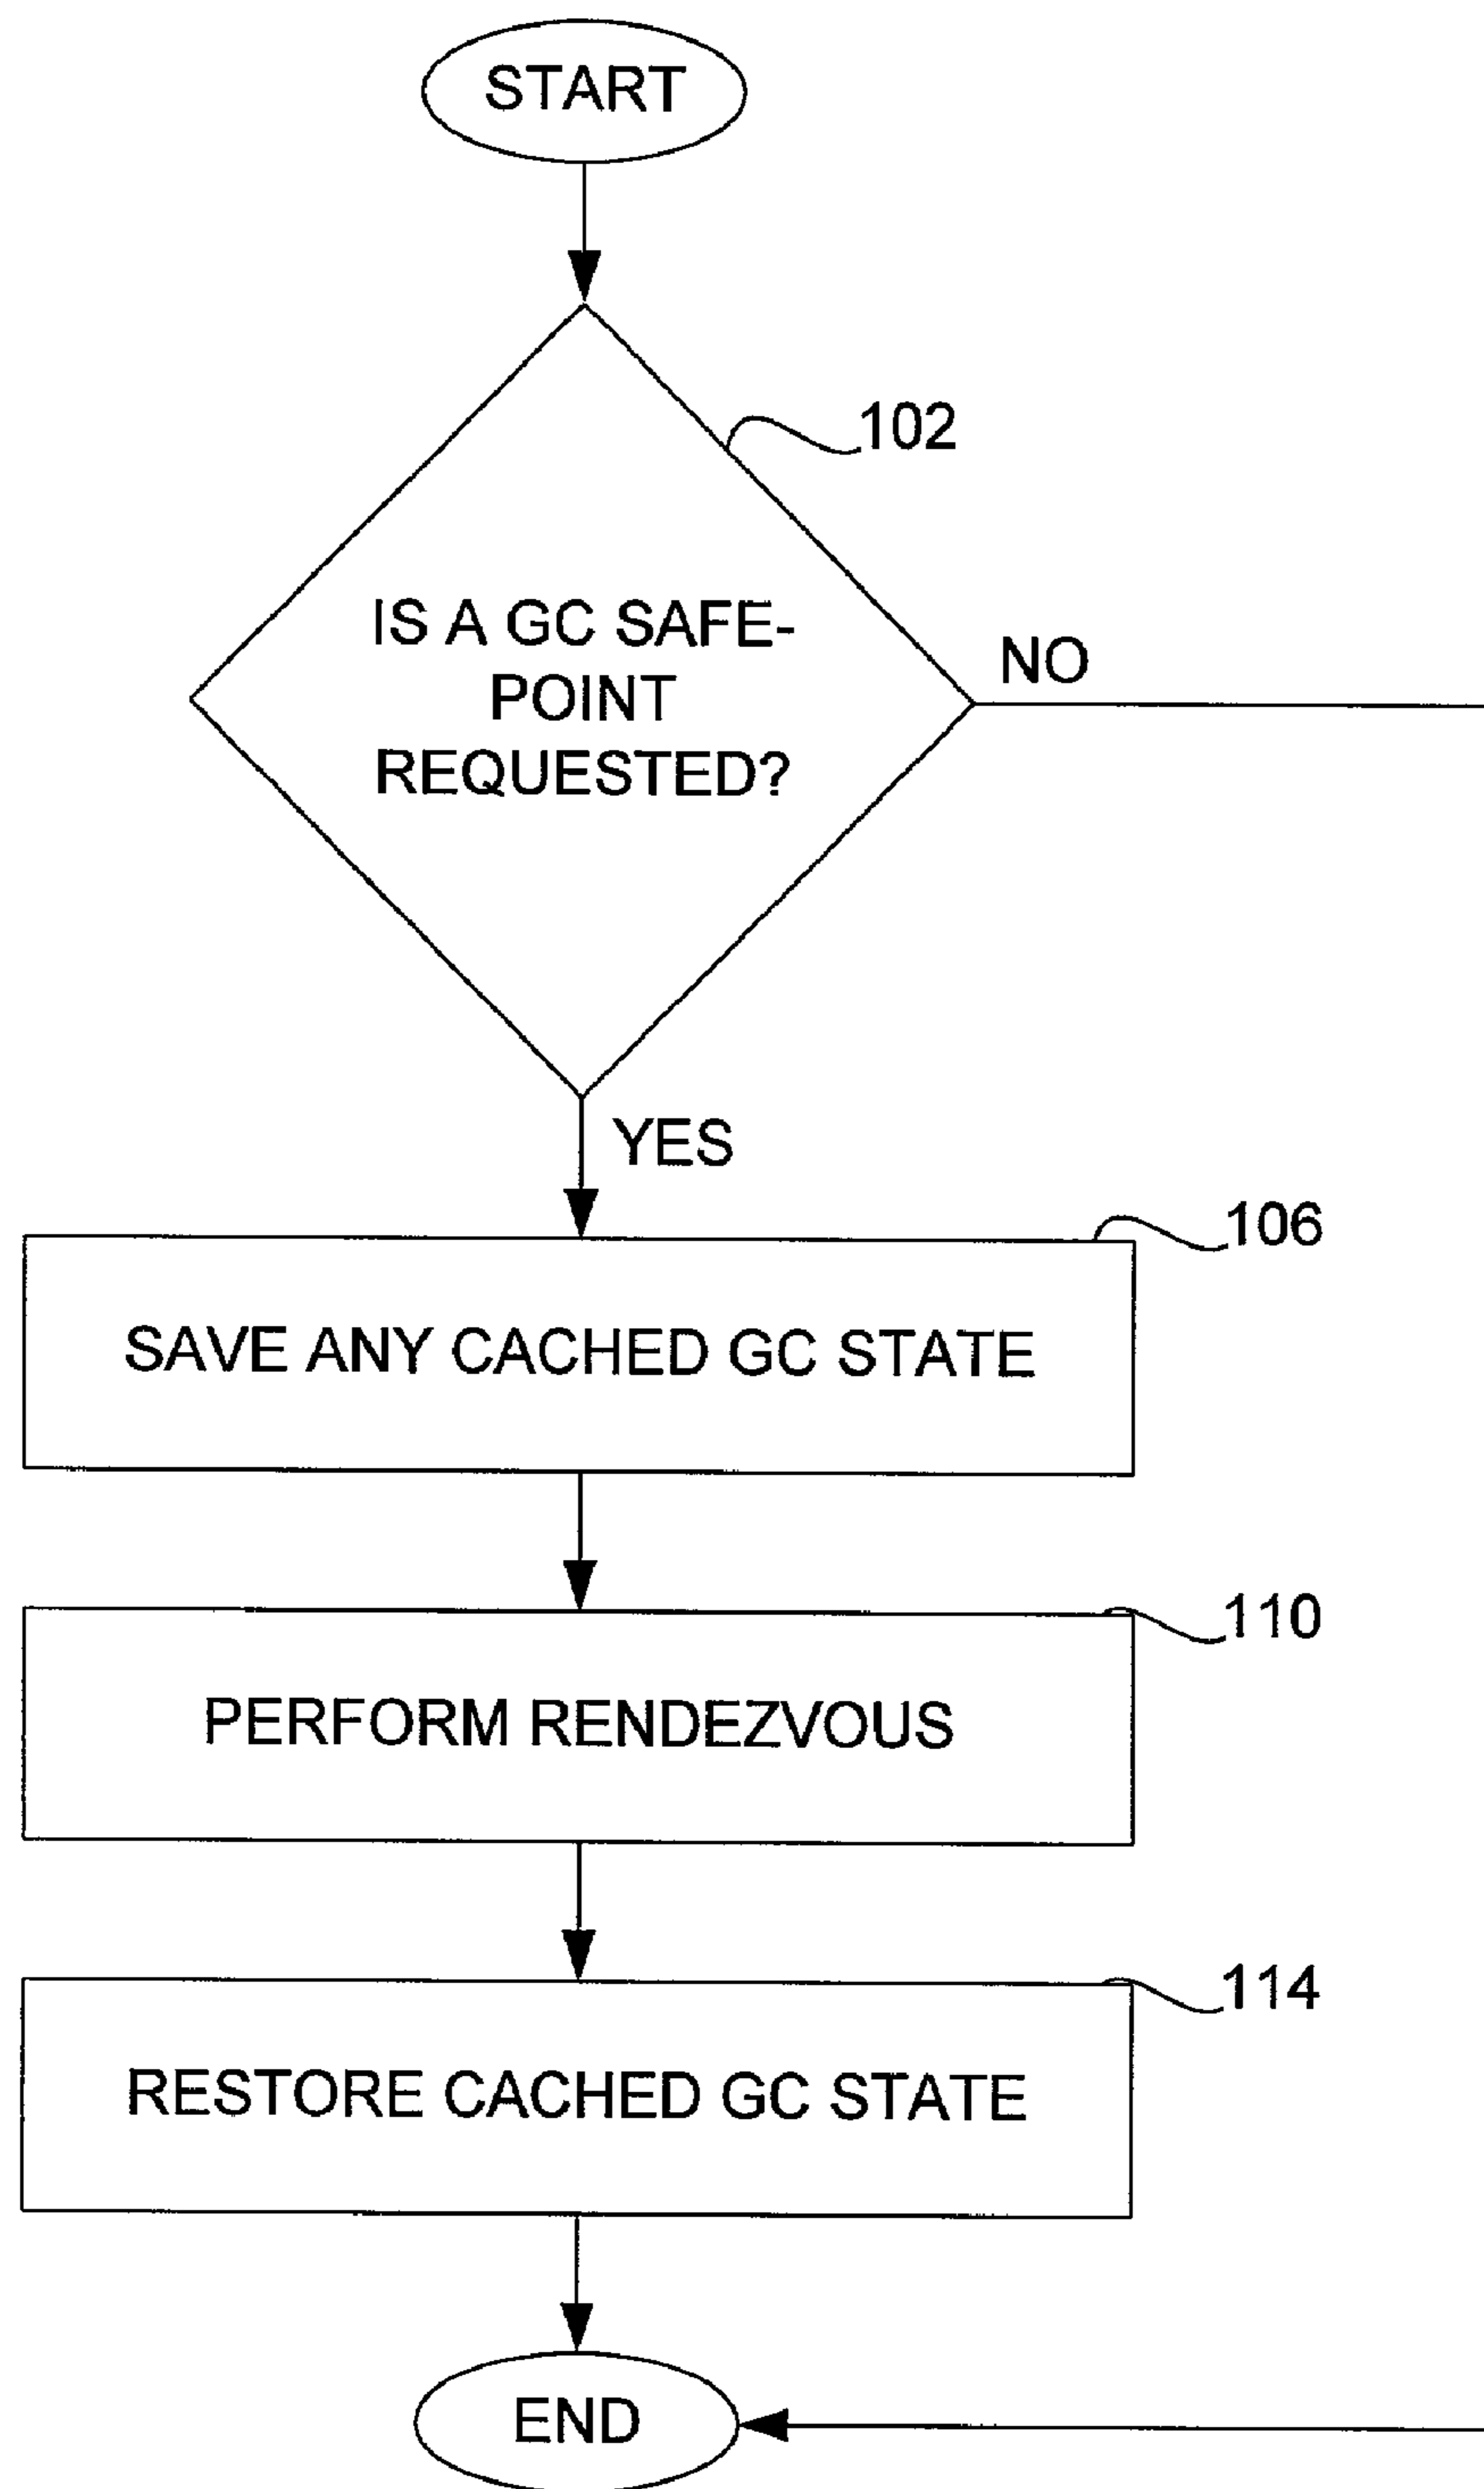 START
102
IS A GC SAFE-
POINT
REQUESTED?
NO
YES
106
SAVE ANY CACHED GC STATE
110
PERFORM RENDEZVOUS
114
RESTORE CACHED GC STATE
END